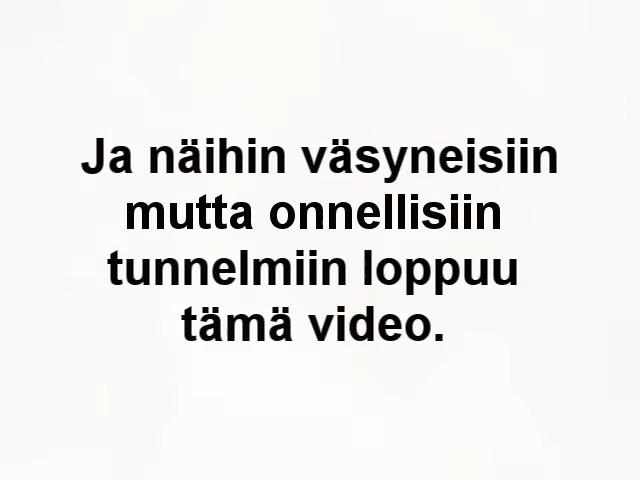 Ja näihin väsyneisiin
mutta onnellisiin
tunnelmiin loppuu
tämä video.